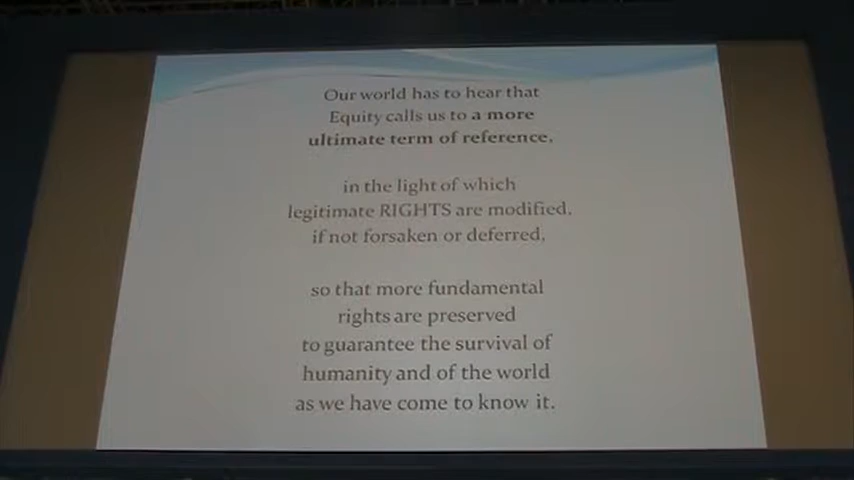 Our world has to hear that
Equity calls us to a more
ultimate term of reference,
in the light of which
legitimate RIGHTS are modified,
if not forsaken or deferred,
so that more fundamental
rights are preserved
to guarantee the survival of
humanity and of the world
as we have come to know it.